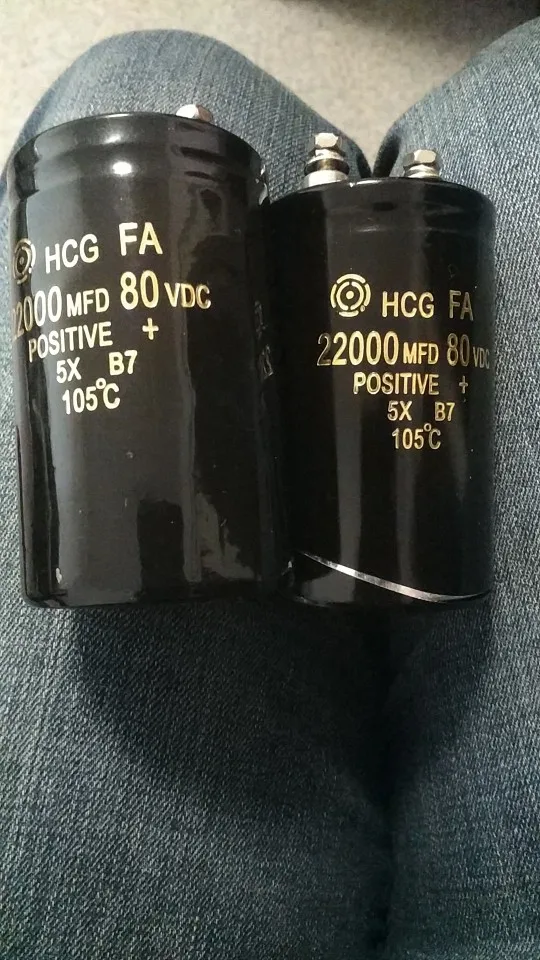 HCG FA
22000 MFD 80 VDC
POSITIVE +
5X B7
105°C
HCG FA
22000 MFD 80 VDC
POSITIVE +
5X B7
105°C